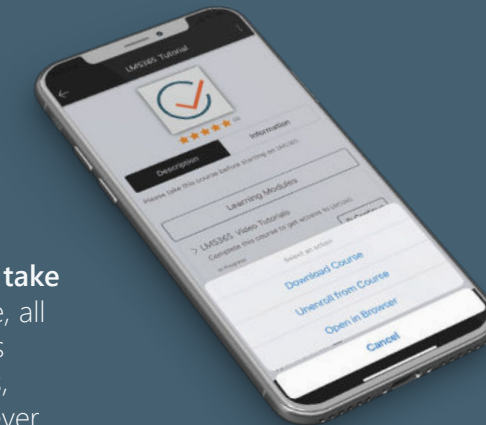 LMS365 Tutorial
Description
Information
Please take this course before starting on LMS365
Learning Modules
> LMS365 Video Tutorials
Complete this course to get access to LMS365
In Progress
Select an action
Download Course
Unenroll from Course
Open in Browser
Cancel
take
e, all
s
s,
ever